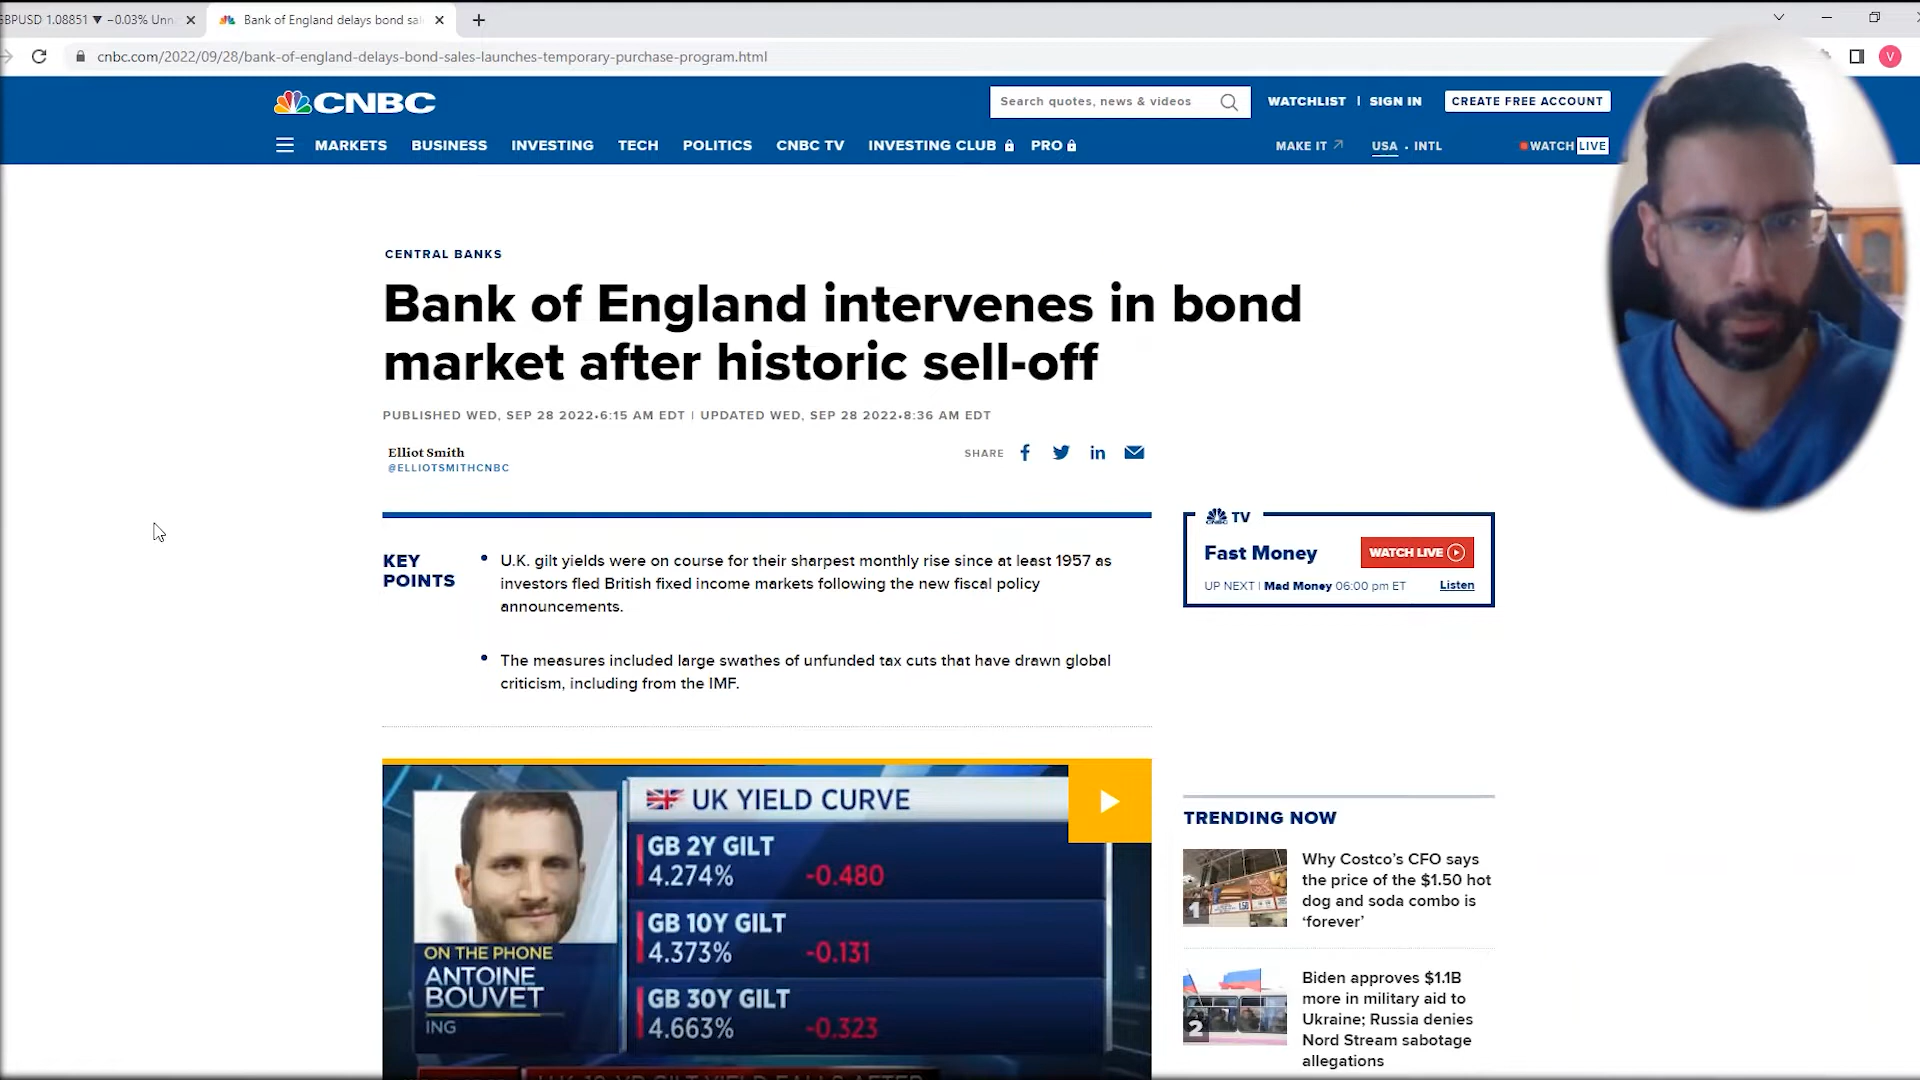 GBPUSD 1.08851 ▼ −0.03% Unn
Bank of England delays bond sal
cnbc.com/2022/09/28/bank-of-england-delays-bond-sales-launches-temporary-purchase-program.html
V
CNBC
Search quotes, news & videos
WATCHLIST | SIGN IN
CREATE FREE ACCOUNT
MARKETS BUSINESS INVESTING TECH POLITICS CNBC TV INVESTING CLUB PRO
MAKE IT USA • INTL
WATCH LIVE
CENTRAL BANKS
Bank of England intervenes in bond
market after historic sell-off
PUBLISHED WED, SEP 28 2022•6:15 AM EDT | UPDATED WED, SEP 28 2022•8:36 AM EDT
Elliot Smith
@ELLIOTSMITHCNBC
SHARE
KEY
POINTS
• U.K. gilt yields were on course for their sharpest monthly rise since at least 1957 as
investors fled British fixed income markets following the new fiscal policy
announcements.
• The measures included large swathes of unfunded tax cuts that have drawn global
criticism, including from the IMF.
CNBC TV
Fast Money
WATCH LIVE
UP NEXT | Mad Money 06:00 pm ET
Listen
UK YIELD CURVE
GB 2Y GILT
4.274% -0.480
GB 10Y GILT
4.373% -0.131
GB 30Y GILT
4.663% -0.323
ON THE PHONE
ANTOINE
BOUVET
ING
U.K. 10-YR GILT YIELD FALLS AFTER
TRENDING NOW
1
Why Costco’s CFO says
the price of the $1.50 hot
dog and soda combo is
‘forever’
2
Biden approves $1.1B
more in military aid to
Ukraine; Russia denies
Nord Stream sabotage
allegations